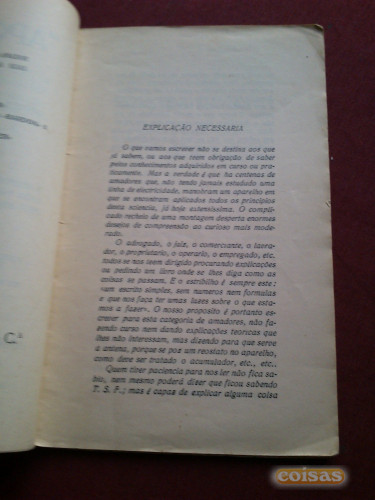 C.ª
EXPLICAÇÃO NECESSARIA
O que vamos escrever não se destina aos que
já sabem, ou aos que teem obrigação de saber
pelos conhecimentos adquiridos em curso ou pra-
ticamente. Mas a verdade é que ha centenas de
amadores que, não tendo jamais estudado uma
linha de electricidade, manobram um aparelho em
que se encontram aplicados todos os principios
desta sciencia, já hoje extensissima. O compli-
cado recheio de uma montagem desperta enormes
desejos de compreensão ao curioso mais mode-
rado.
O advogado, o juiz, o comerciante, o lavra-
dor, o proprietario, o operario, o empregado, etc.
todos se nos teem dirigido procurando explicações
ou pedindo um livro onde se lhes diga como as
coisas se passam. E o estribilho é sempre este:
«um escrito simples, sem numeros nem formulas
e que nos faça ter umas luzes sobre o que esta-
mos a fazer». O nosso proposito é portanto es-
crever para esta categoria de amadores, não fa-
zendo curso nem dando explicações teoricas que
lhes não interessam, mas dizendo para que serve
a antena, porque se poz um reostato no aparelho,
como deve ser tratado o acumulador, etc., etc..
Quem tiver paciencia para nos ler não fica sa-
bio, nem mesmo poderá dizer que ficou sabendo
T. S. F.; mas é capas de explicar alguma coisa
coisas